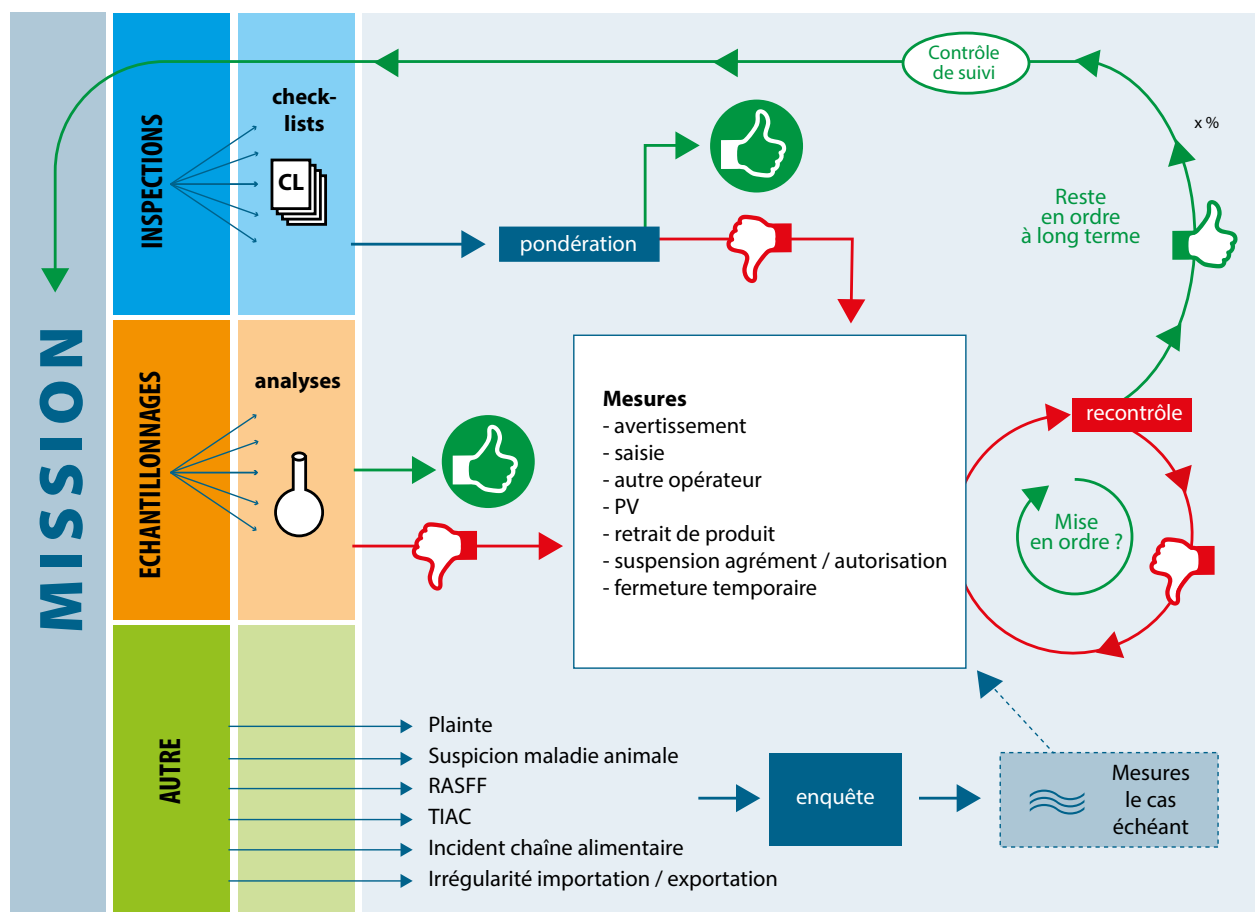 MISSION
INSPECTIONS
check-
lists
CL
pondération
Contrôle
de suivi
x %
Reste
en ordre
à long terme
ECHANTILLONNAGES
analyses
Mesures
- avertissement
- saisie
- autre opérateur
- PV
- retrait de produit
- suspension agrément / autorisation
- fermeture temporaire
recontrôle
Mise
en ordre ?
AUTRE
Plainte
Suspicion maladie animale
RASFF
TIAC
Incident chaîne alimentaire
Irrégularité importation / exportation
enquête
Mesures
le cas
échéant